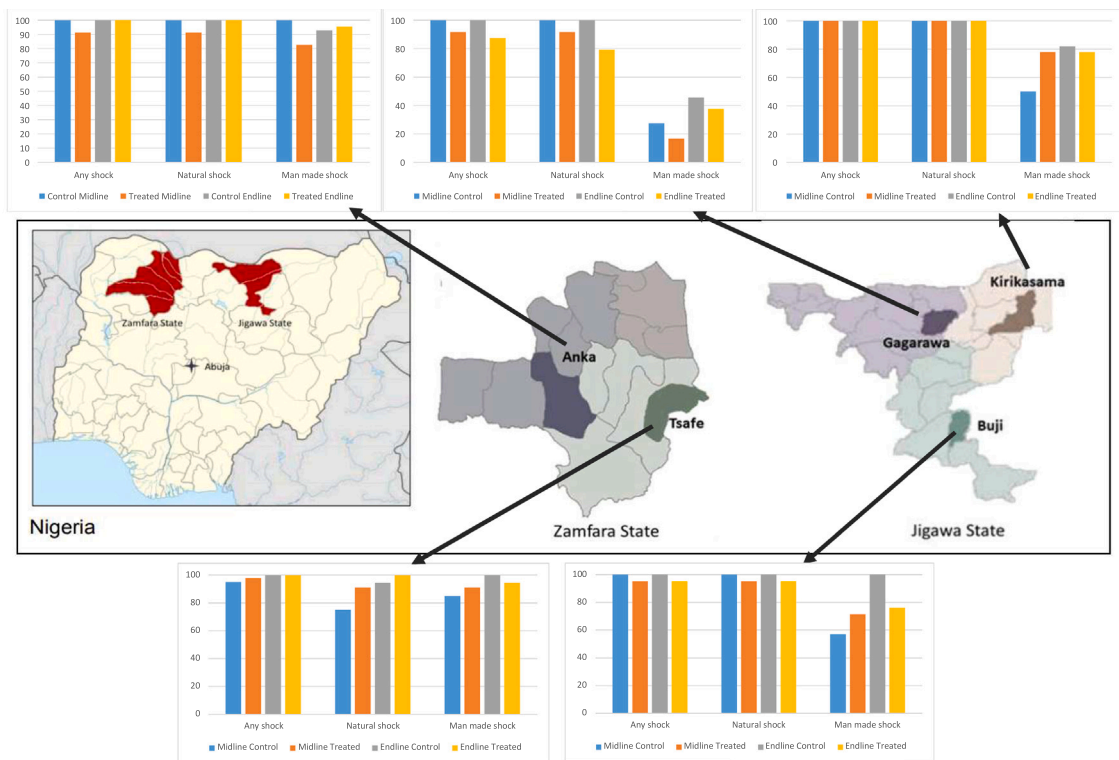 100
90
80
70
60
50
40
30
20
10
0
Any shock Natural shock Man made shock
Control Midline Treated Midline Control Endline Treated Endline
100
80
60
40
20
0
Any shock Natural shock Man made shock
Midline Control Midline Treated Endline Control Endline Treated
100
80
60
40
20
0
Any shock Natural shock Man made shock
Midline Control Midline Treated Endline Control Endline Treated
Zamfara State Jigawa State
Abuja
Nigeria
Anka
Tsafe
Zamfara State
Kirikasama
Gagarawa
Buji
Jigawa State
100
80
60
40
20
0
Any shock Natural shock Man made shock
Midline Control Midline Treated Endline Control Endline Treated
100
80
60
40
20
0
Any shock Natural shock Man made shock
Midline Control Midline Treated Endline Control Endline Treated